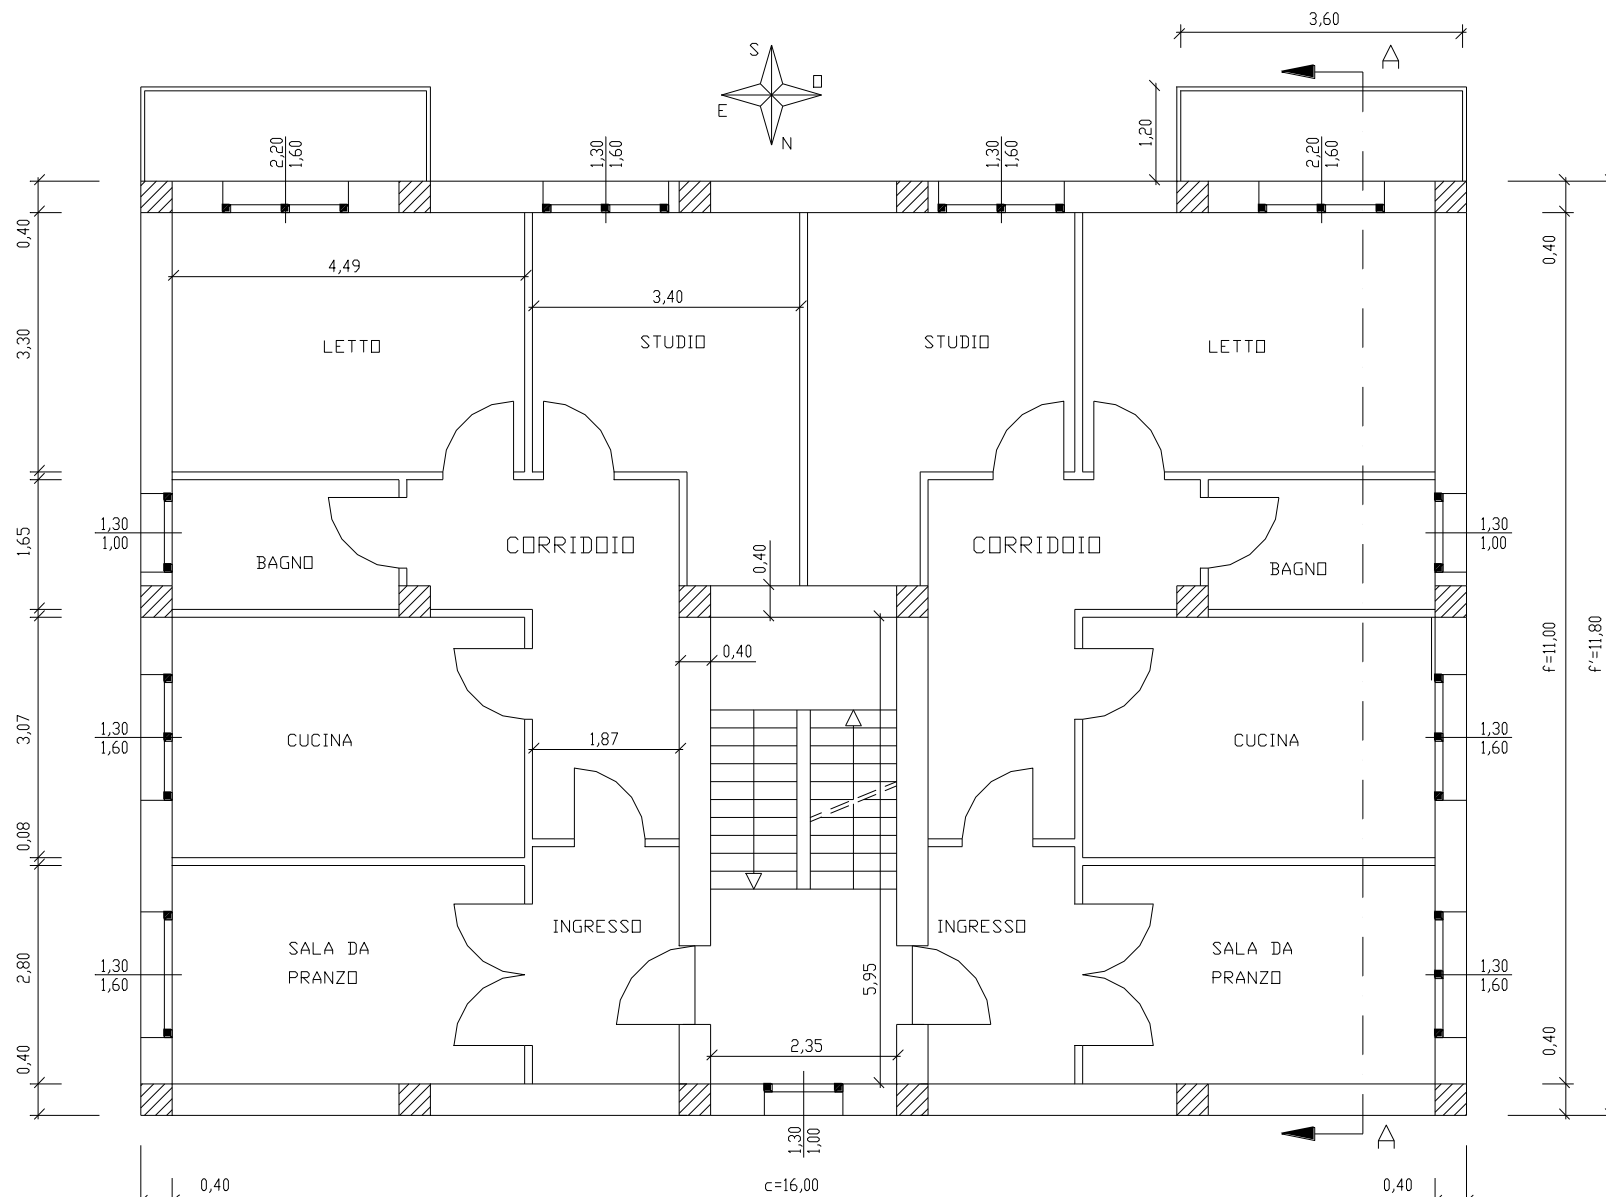 3,60
A
S
O
E
N
1,20
2,20
1,60
1,30
1,60
1,30
1,60
2,20
1,60
0,40
0,40
4,49
3,40
3,30
LETTO
STUDIO
STUDIO
LETTO
1,30
1,00
1,65
BAGNO
CORRIDOIO
0,40
CORRIDOIO
BAGNO
1,30
1,00
0,40
f=11,00
f'=11,80
3,07
1,30
1,60
CUCINA
1,87
CUCINA
1,30
1,60
0,08
2,80
1,30
1,60
SALA DA
PRANZO
INGRESSO
5,95
INGRESSO
SALA DA
PRANZO
1,30
1,60
0,40
2,35
0,40
1,30
1,00
A
0,40
c=16,00
0,40